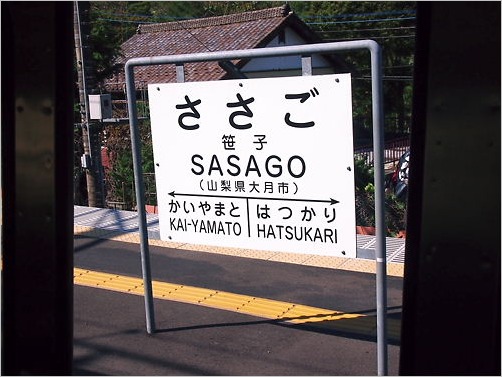 ささご
笹子
SASAGO
(山梨県大月市)
かいやまと はつかり
KAI-YAMATO HATSUKARI